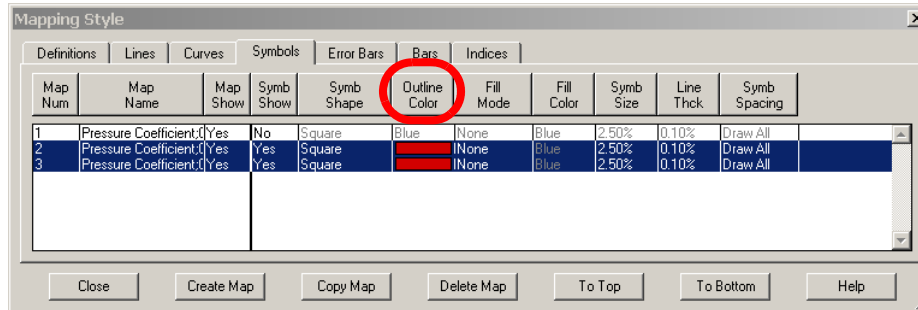 Mapping Style
Definitions Lines Curves Symbols Error Bars Bars Indices
Map Num Map Name Map Show Symb Show Symb Shape Outline Color Fill Mode Fill Color Symb Size Line Thck Symb Spacing
1 Pressure Coefficient; Yes No Square Blue None Blue 2.50% 0.10% Draw All
2 Pressure Coefficient; Yes Yes Square None Blue 2.50% 0.10% Draw All
3 Pressure Coefficient; Yes Yes Square None Blue 2.50% 0.10% Draw All
Close Create Map Copy Map Delete Map To Top To Bottom Help